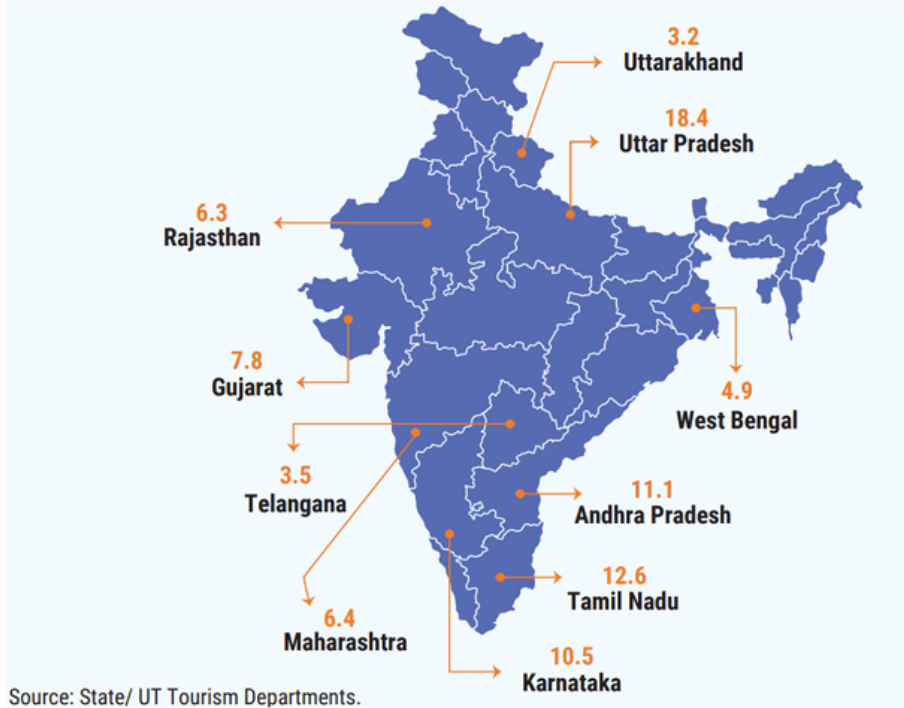 3.2
Uttarakhand
18.4
Uttar Pradesh
6.3
Rajasthan
7.8
Gujarat
4.9
West Bengal
3.5
Telangana
11.1
Andhra Pradesh
12.6
Tamil Nadu
6.4
Maharashtra
10.5
Karnataka
Source: State/ UT Tourism Departments.